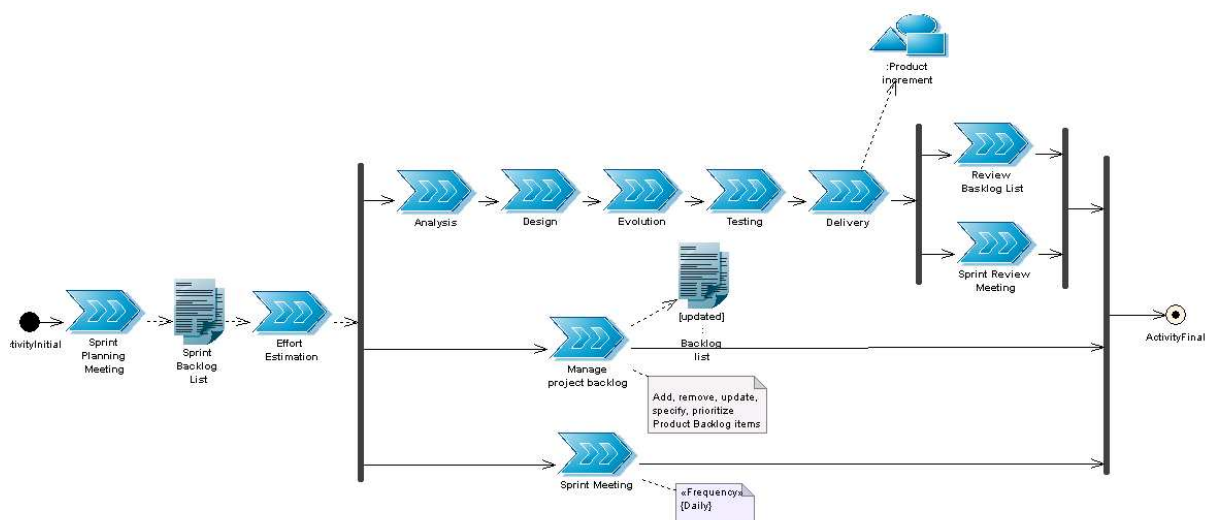 :Product
increment
Review
Basklog List
Analysis
Design
Evolution
Testing
Delivery
Sprint Review
Meeting
[updated]
:
Backlog
list
tivityInitial
Sprint
Planning
Meeting
Sprint
Backlog
List
Effort
Estimation
ActivityFinal
Manage
project backlog
Add, remove, update,
specify, prioritize
Product Backlog items
Sprint Meeting
«Frequency»
{Daily}